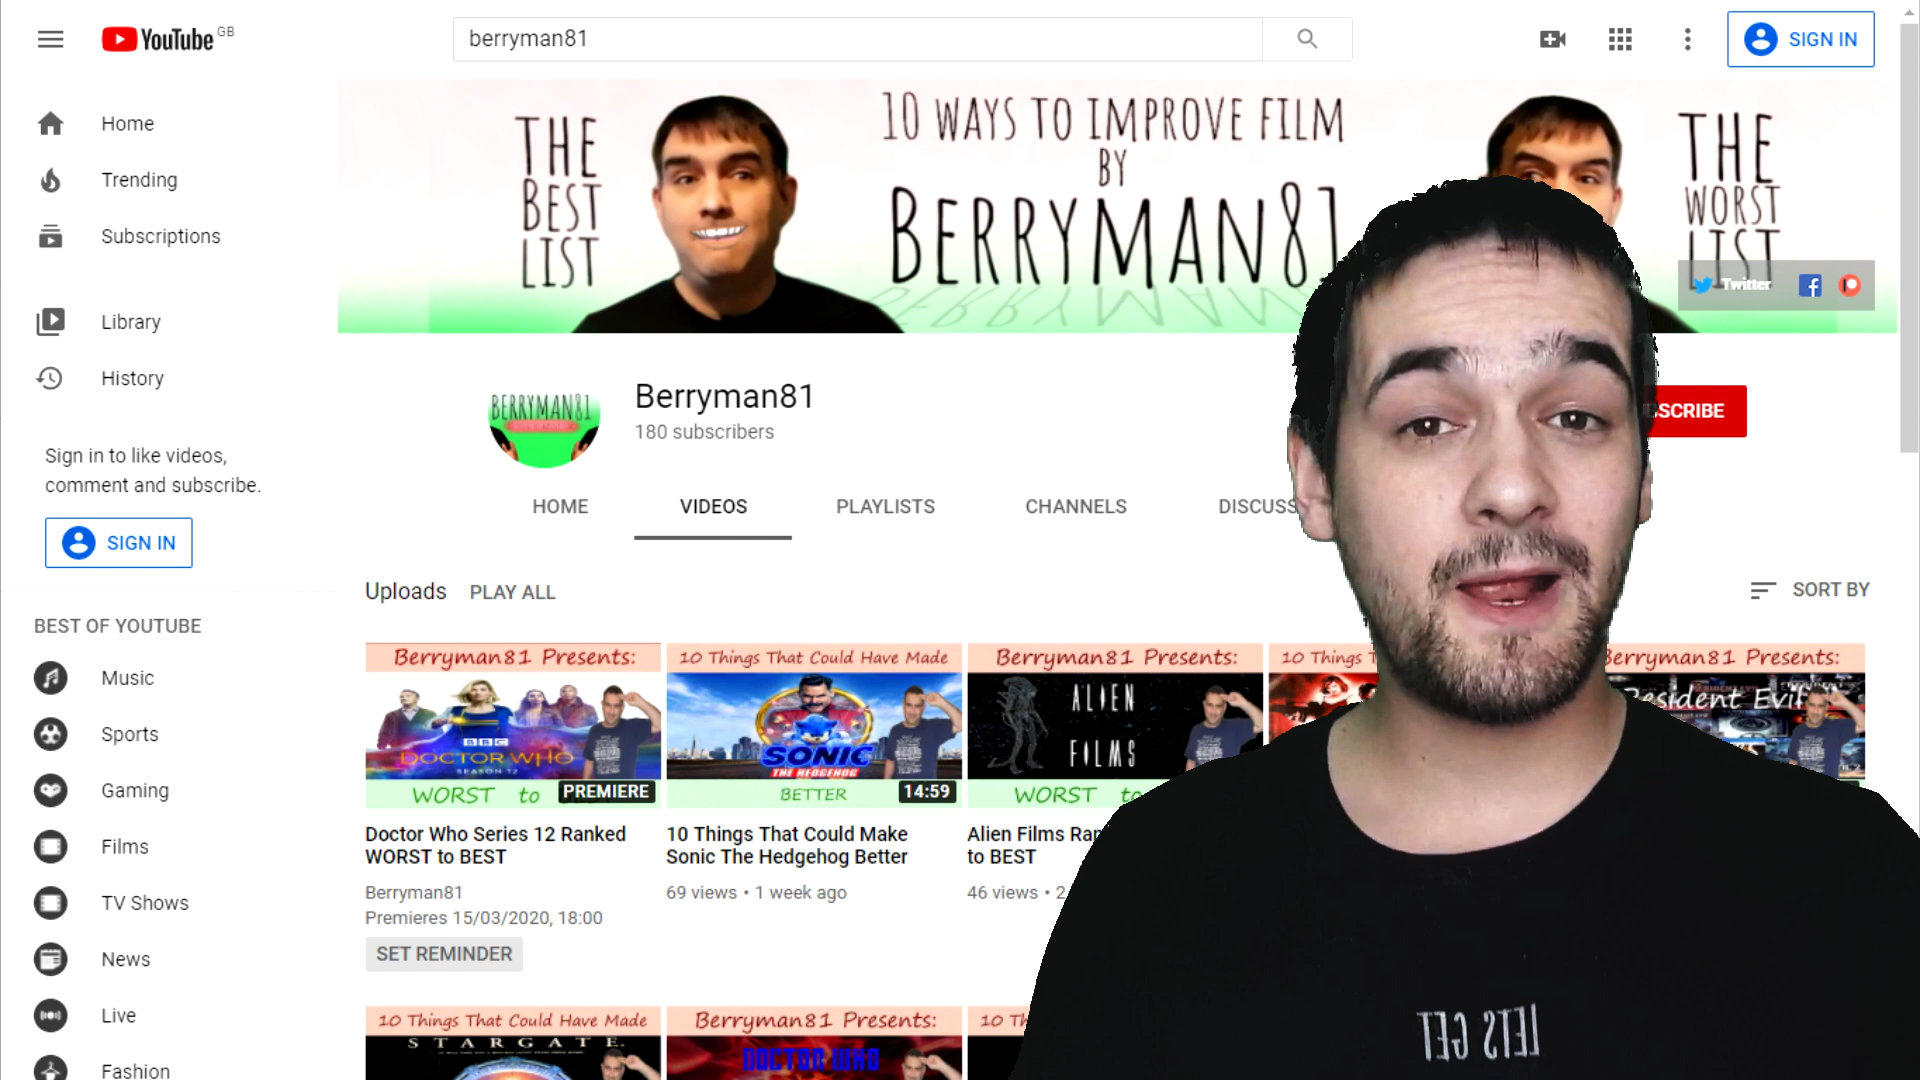 YouTube GB
berryman81
SIGN IN
Home
Trending
Subscriptions
Library
History
Sign in to like videos,
comment and subscribe.
SIGN IN
BEST OF YOUTUBE
Music
Sports
Gaming
Films
TV Shows
News
Live
Fashion
THE
BEST
LIST
10 WAYS TO IMPROVE FILM
BY
BERRYMAN81
THE
WORST
LIST
Twitter
BERRYMAN81
Berryman81
180 subscribers
SCRIBE
HOME
VIDEOS
PLAYLISTS
CHANNELS
DISCUSS
Uploads
PLAY ALL
SORT BY
Berryman81 Presents:
BBC
DOCTOR WHO
SEASON 12
WORST to
PREMIERE
Doctor Who Series 12 Ranked
WORST to BEST
Berryman81
Premieres 15/03/2020, 18:00
SET REMINDER
10 Things That Could Have Made
SONIC
THE HEDGEHOG
BETTER
14:59
10 Things That Could Make
Sonic The Hedgehog Better
69 views • 1 week ago
Berryman81 Presents:
ALIEN
FILMS
WORST to
Alien Films Ran
to BEST
46 views • 2
10 Things T
Berryman81 Presents:
Resident Evil
10 Things That Could Have Made
STARGATE
Berryman81 Presents:
DOCTOR WHO
10 Th
LETS GET